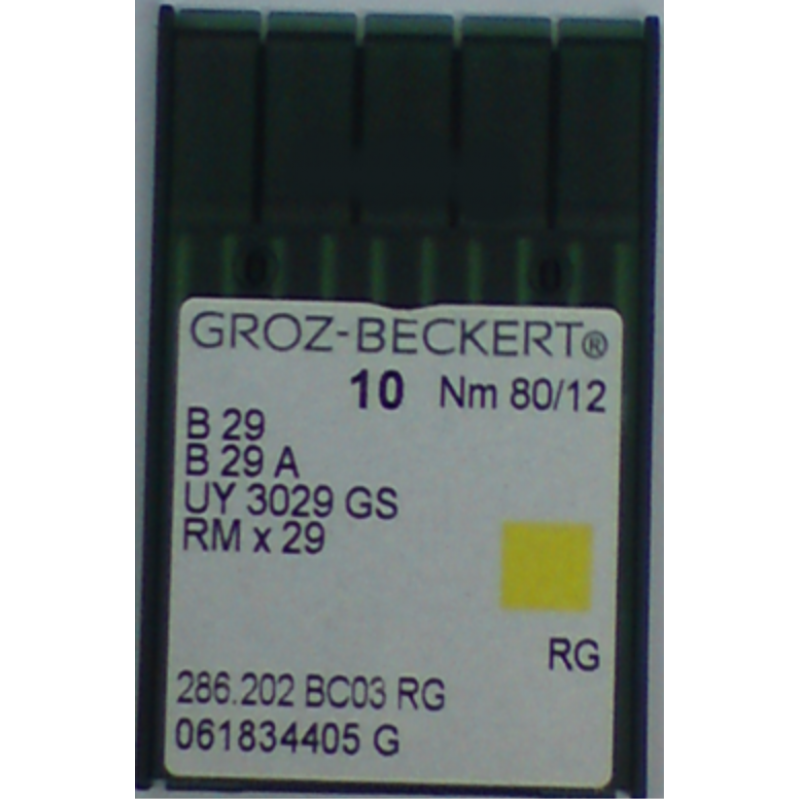 GROZ-BECKERT®
10 Nm 80/12
B 29
B 29 A
UY 3029 GS
RM x 29
RG
286.202 BC03 RG
061834405 G